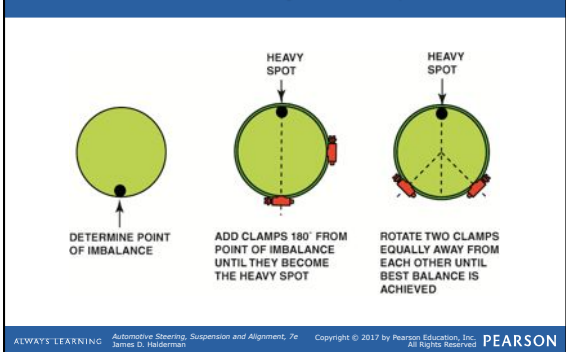 HEAVY
SPOT
HEAVY
SPOT
DETERMINE POINT
OF IMBALANCE
ADD CLAMPS 180° FROM
POINT OF IMBALANCE
UNTIL THEY BECOME
THE HEAVY SPOT
ROTATE TWO CLAMPS
EQUALLY AWAY FROM
EACH OTHER UNTIL
BEST BALANCE IS
ACHIEVED
ALWAYS LEARNING
Automotive Steering, Suspension and Alignment, 7e
James D. Halderman
Copyright © 2017 by Pearson Education, Inc.
All Rights Reserved
PEARSON